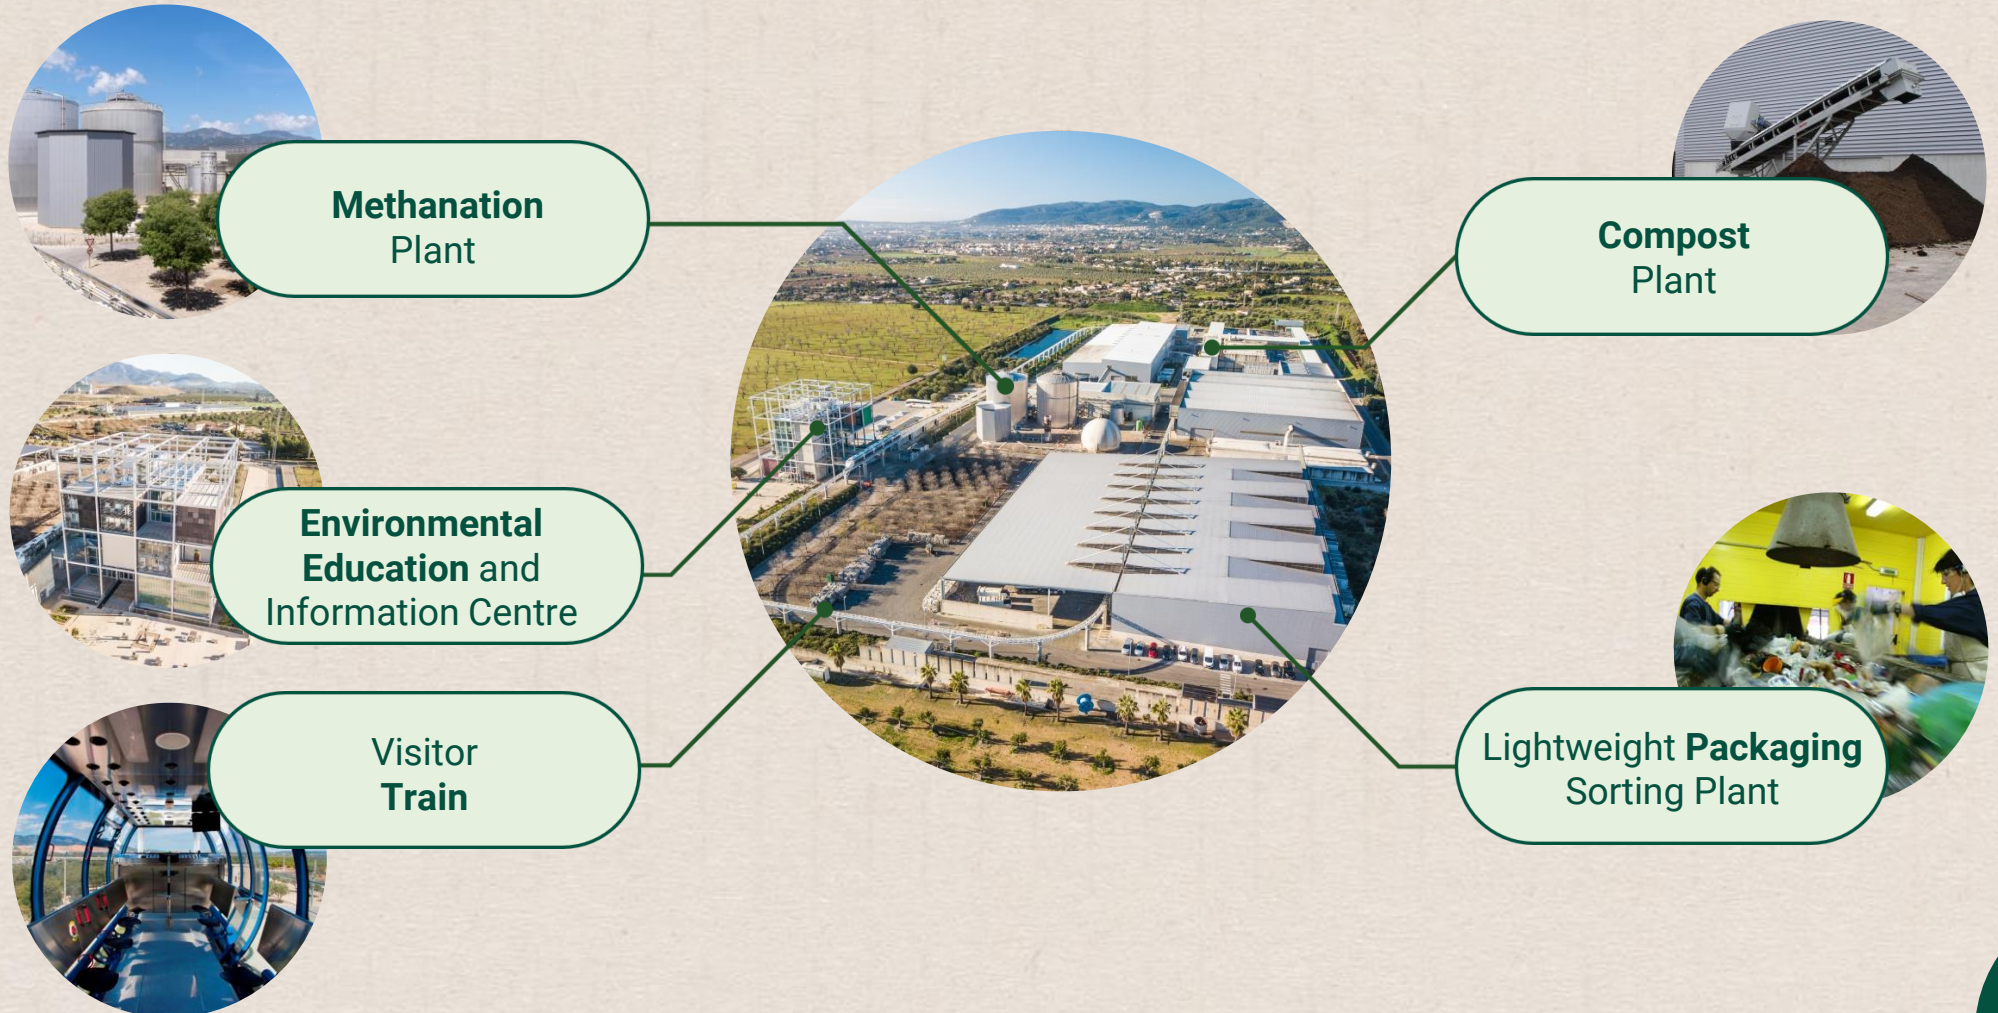 Methanation
Plant
Environmental
Education and
Information Centre
Visitor
Train
Compost
Plant
Lightweight Packaging
Sorting Plant